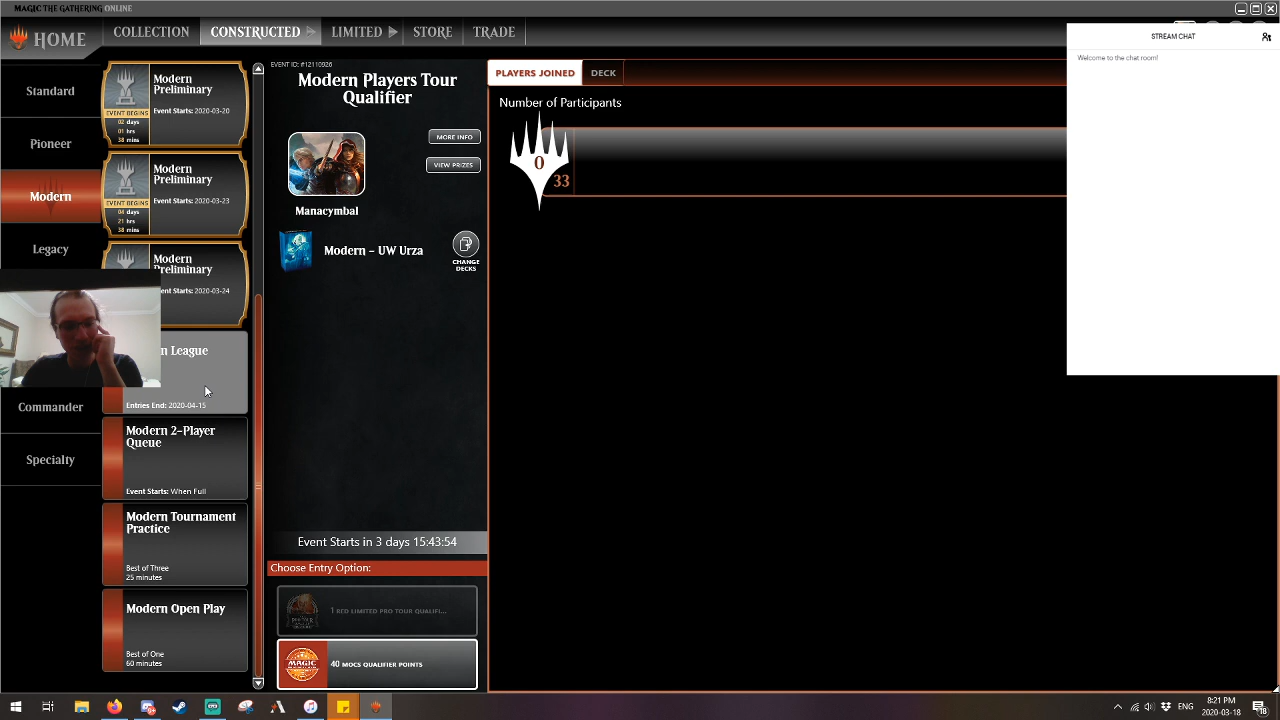 MAGIC THE GATHERING ONLINE
HOME
COLLECTION
CONSTRUCTED
LIMITED
STORE
TRADE
Standard
Pioneer
Modern
Legacy
Commander
Specialty
Modern
Preliminary
Event Starts: 2020-03-20
EVENT BEGINS
02 days
01 hrs
38 mins
Modern
Preliminary
Event Starts: 2020-03-23
EVENT BEGINS
04 days
21 hrs
38 mins
Modern
Preliminary
Starts: 2020-03-24
League
Entries End: 2020-04-15
Modern 2-Player
Queue
Event Starts: When Full
Modern Tournament
Practice
Best of Three
25 minutes
Modern Open Play
Best of One
60 minutes
EVENT ID: #12110926
Modern Players Tour
Qualifier
MORE INFO
VIEW PRIZES
Manacymbal
Modern - UW Urza
CHANGE
DECKS
Event Starts in 3 days 15:43:54
Choose Entry Option:
1 RED LIMITED PRO TOUR QUALIFI...
40 MOCS QUALIFIER POINTS
PLAYERS JOINED
DECK
Number of Participants
0
33
STREAM CHAT
Welcome to the chat room!
ENG
8:21 PM
2020-03-18
18